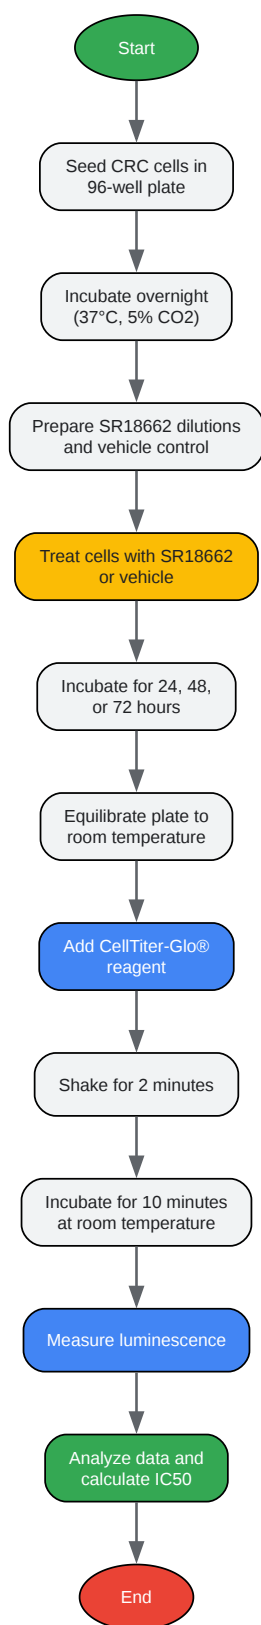 Start
Seed CRC cells in
96-well plate
Incubate overnight
(37°C, 5% CO2)
Prepare SR18662 dilutions
and vehicle control
Treat cells with SR18662
or vehicle
Incubate for 24, 48,
or 72 hours
Equilibrate plate to
room temperature
Add CellTiter-Glo®
reagent
Shake for 2 minutes
Incubate for 10 minutes
at room temperature
Measure luminescence
Analyze data and
calculate IC50
End